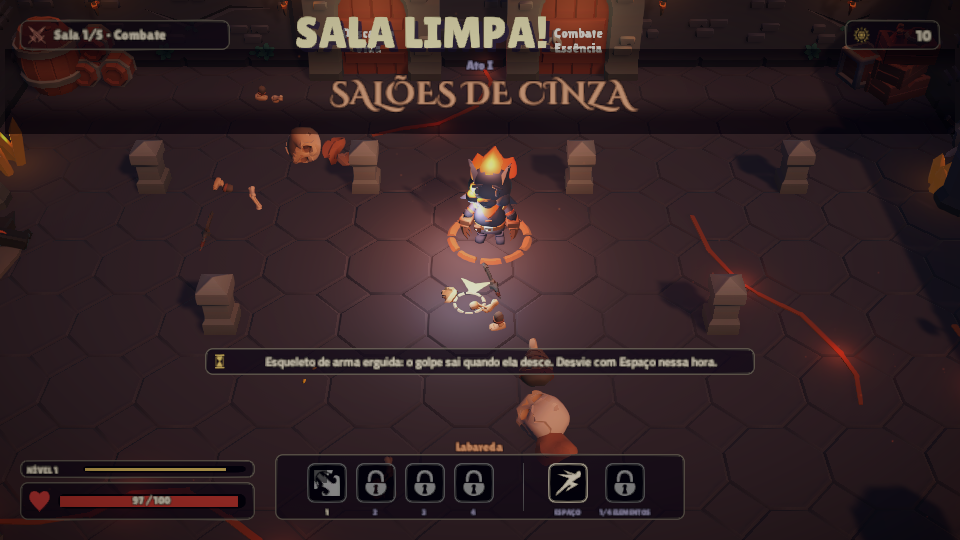 Sala 1/5 - Combate
SALA LIMPA!
Combate
Essência
10
Ato I
SALÕES DE CINZA
Esqueleto de arma erguida: o golpe sai quando ela desce. Desvie com Espaço nessa hora.
Labareda
NÍVEL 1
97 / 100
1
2
3
4
ESPAÇO
1/4 ELEMENTOS